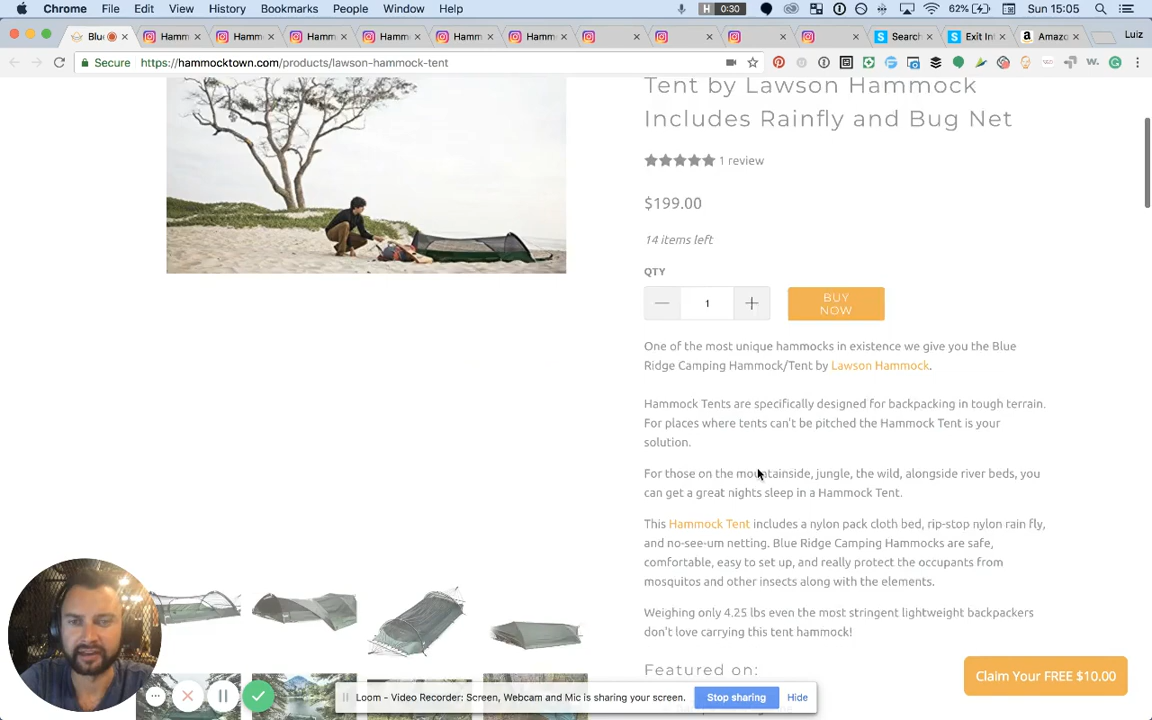 Chrome File Edit View History Bookmarks People Window Help H 0:30 62% Sun 15:05
Blu Hamm Hamm Hamm Hamm Hamm Hamm Search Exit In Amazo Luiz
Secure https://hammocktown.com/products/lawson-hammock-tent
Tent by Lawson Hammock
Includes Rainfly and Bug Net
1 review
$199.00
14 items left
QTY
1
BUY
NOW
One of the most unique hammocks in existence we give you the Blue
Ridge Camping Hammock/Tent by Lawson Hammock.
Hammock Tents are specifically designed for backpacking in tough terrain.
For places where tents can't be pitched the Hammock Tent is your
solution.
For those on the mountainside, jungle, the wild, alongside river beds, you
can get a great nights sleep in a Hammock Tent.
This Hammock Tent includes a nylon pack cloth bed, rip-stop nylon rain fly,
and no-see-um netting. Blue Ridge Camping Hammocks are safe,
comfortable, easy to set up, and really protect the occupants from
mosquitos and other insects along with the elements.
Weighing only 4.25 lbs even the most stringent lightweight backpackers
don't love carrying this tent hammock!
Featured on:
Claim Your FREE $10.00
Loom - Video Recorder: Screen, Webcam and Mic is sharing your screen. Stop sharing Hide